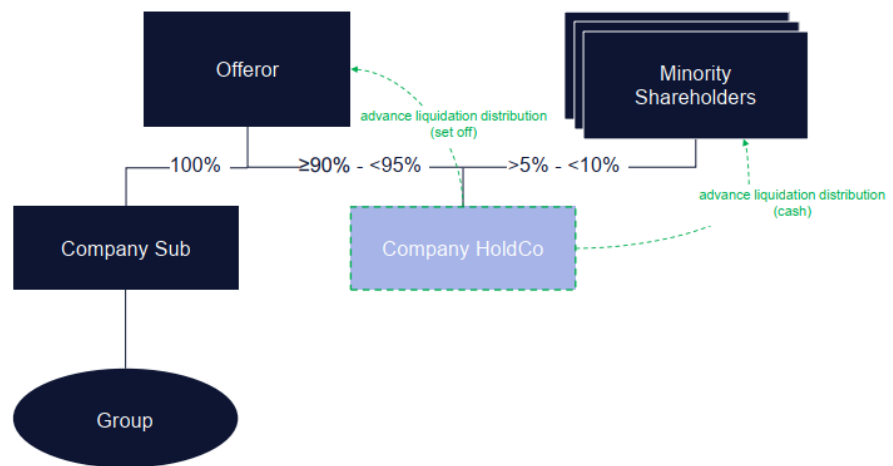 Offeror
Minority
Shareholders
advance liquidation distribution
(set off)
100%
≥90% - <95%
>5% - <10%
advance liquidation distribution
(cash)
Company Sub
Company HoldCo
Group